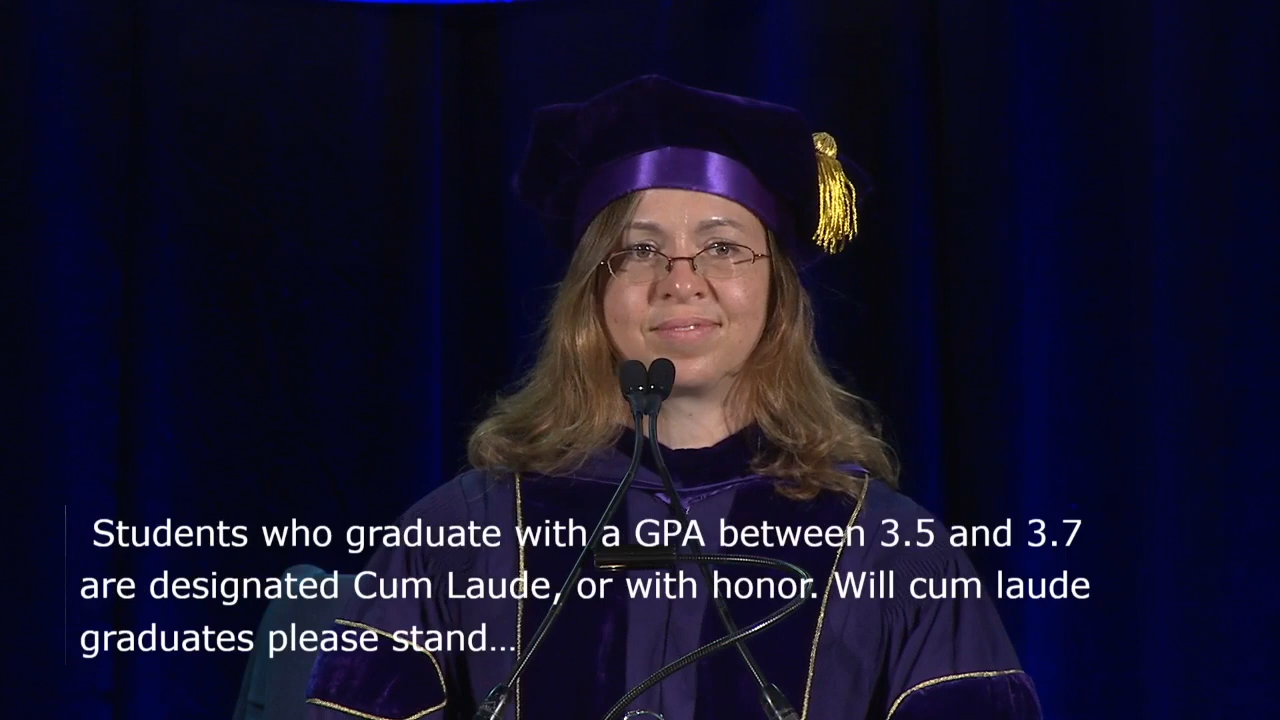 Students who graduate with a GPA between 3.5 and 3.7
are designated Cum Laude, or with honor. Will cum laude
graduates please stand…